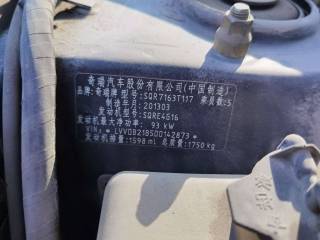 奇瑞汽车股份有限公司(中国制造)
品牌:奇瑞牌 型号:SQR7163T117 乘员数:5
制造年月:201303
发动机型号:SQRE4G16
发动机最大净功率: 93 kW
VIN:★ LVVDB21B5DD142873 ★
发动机排量:1598 ml 总质量:1750 kg